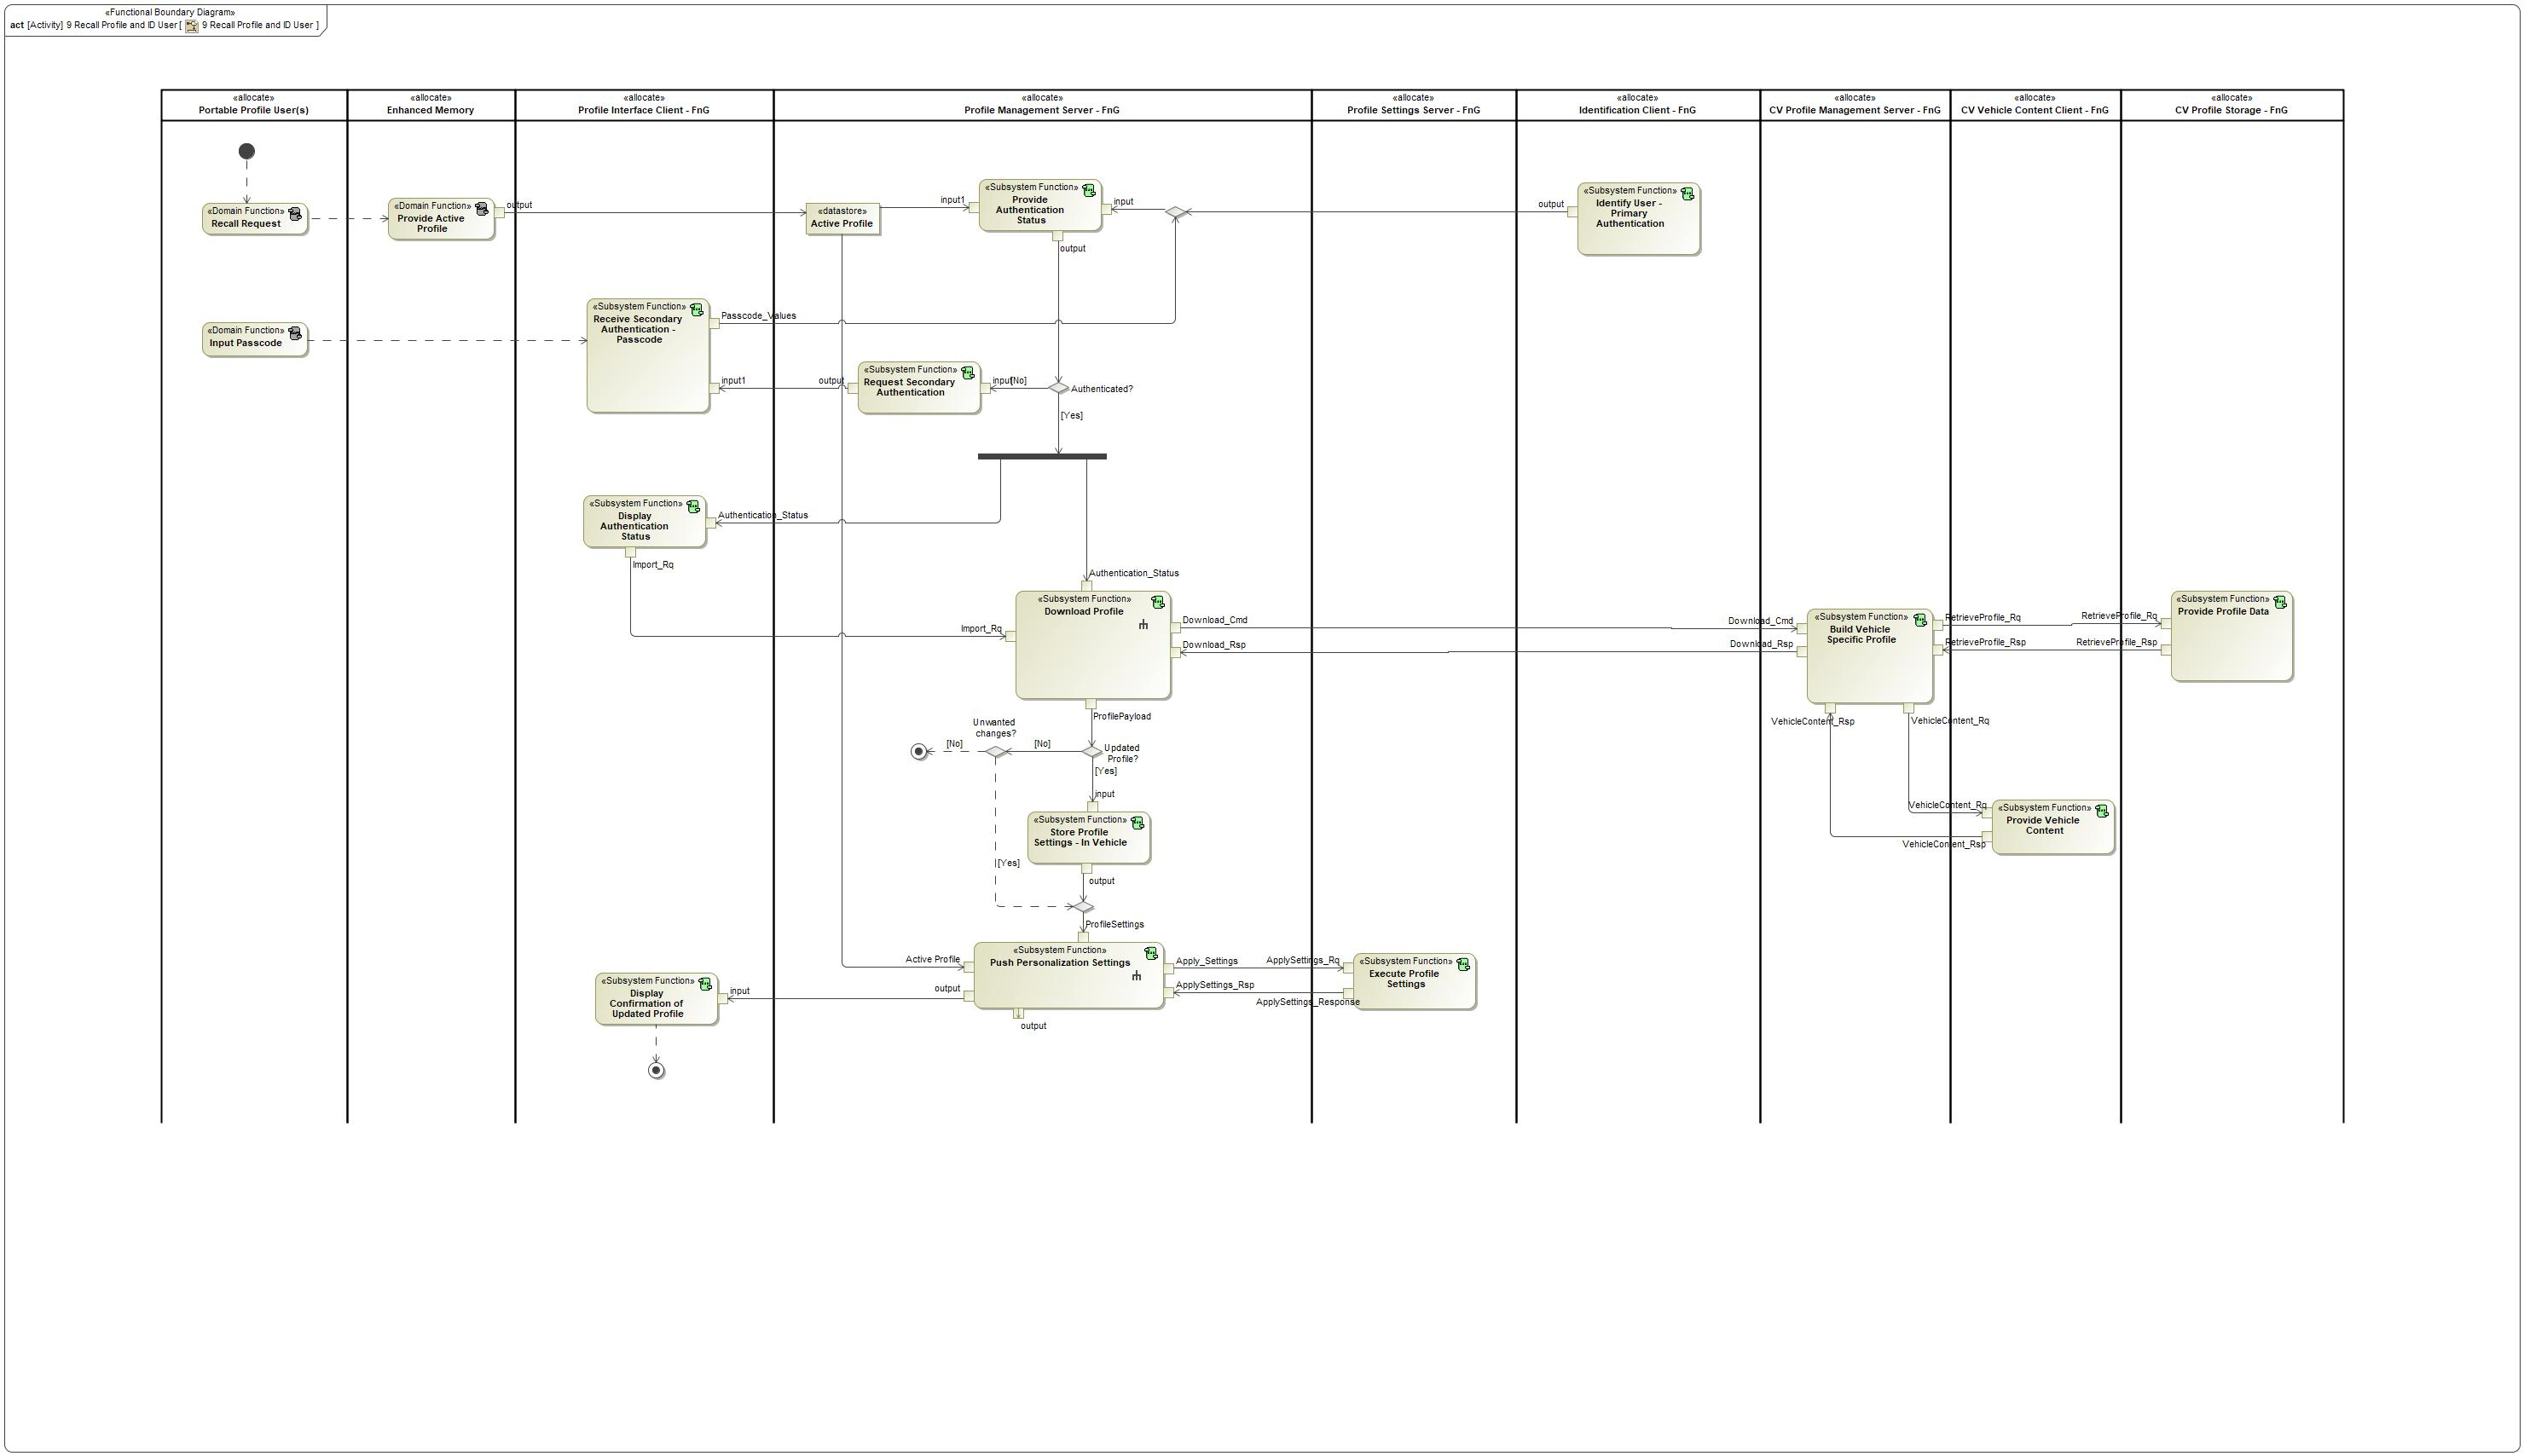 «Functional Boundary Diagram»
act [Activity] 9 Recall Profile and ID User [ 9 Recall Profile and ID User ]
«allocate»
Portable Profile User(s)
«allocate»
Enhanced Memory
«allocate»
Profile Interface Client - FnG
«allocate»
Profile Management Server - FnG
«allocate»
Profile Settings Server - FnG
«allocate»
Identification Client - FnG
«allocate»
CV Profile Management Server - FnG
«allocate»
CV Vehicle Content Client - FnG
«allocate»
CV Profile Storage - FnG
«Domain Function»
Recall Request
«Domain Function»
Provide Active
Profile
output
«datastore»
Active Profile
input1
«Subsystem Function»
Provide
Authentication
Status
input
output
output
«Subsystem Function»
Identify User -
Primary
Authentication
«Domain Function»
Input Passcode
«Subsystem Function»
Receive Secondary
Authentication -
Passcode
Passcode_Values
input1
output
«Subsystem Function»
Request Secondary
Authentication
input
[No]
Authenticated?
[Yes]
«Subsystem Function»
Display
Authentication
Status
Authentication_Status
Import_Rq
Authentication_Status
Import_Rq
«Subsystem Function»
Download Profile
Download_Cmd
Download_Rsp
Download_Cmd
Download_Rsp
«Subsystem Function»
Build Vehicle
Specific Profile
RetrieveProfile_Rq
RetrieveProfile_Rsp
RetrieveProfile_Rq
RetrieveProfile_Rsp
«Subsystem Function»
Provide Profile Data
ProfilePayload
Unwanted
changes?
[No]
[No]
Updated
Profile?
[Yes]
VehicleContent_Rsp
VehicleContent_Rq
input
«Subsystem Function»
Store Profile
Settings - In Vehicle
[Yes]
output
VehicleContent_Rq
VehicleContent_Rsp
«Subsystem Function»
Provide Vehicle
Content
ProfileSettings
Active Profile
output
«Subsystem Function»
Push Personalization Settings
output
Apply_Settings
ApplySettings_Rsp
ApplySettings_Rq
ApplySettings_Response
«Subsystem Function»
Execute Profile
Settings
«Subsystem Function»
Display
Confirmation of
Updated Profile
input